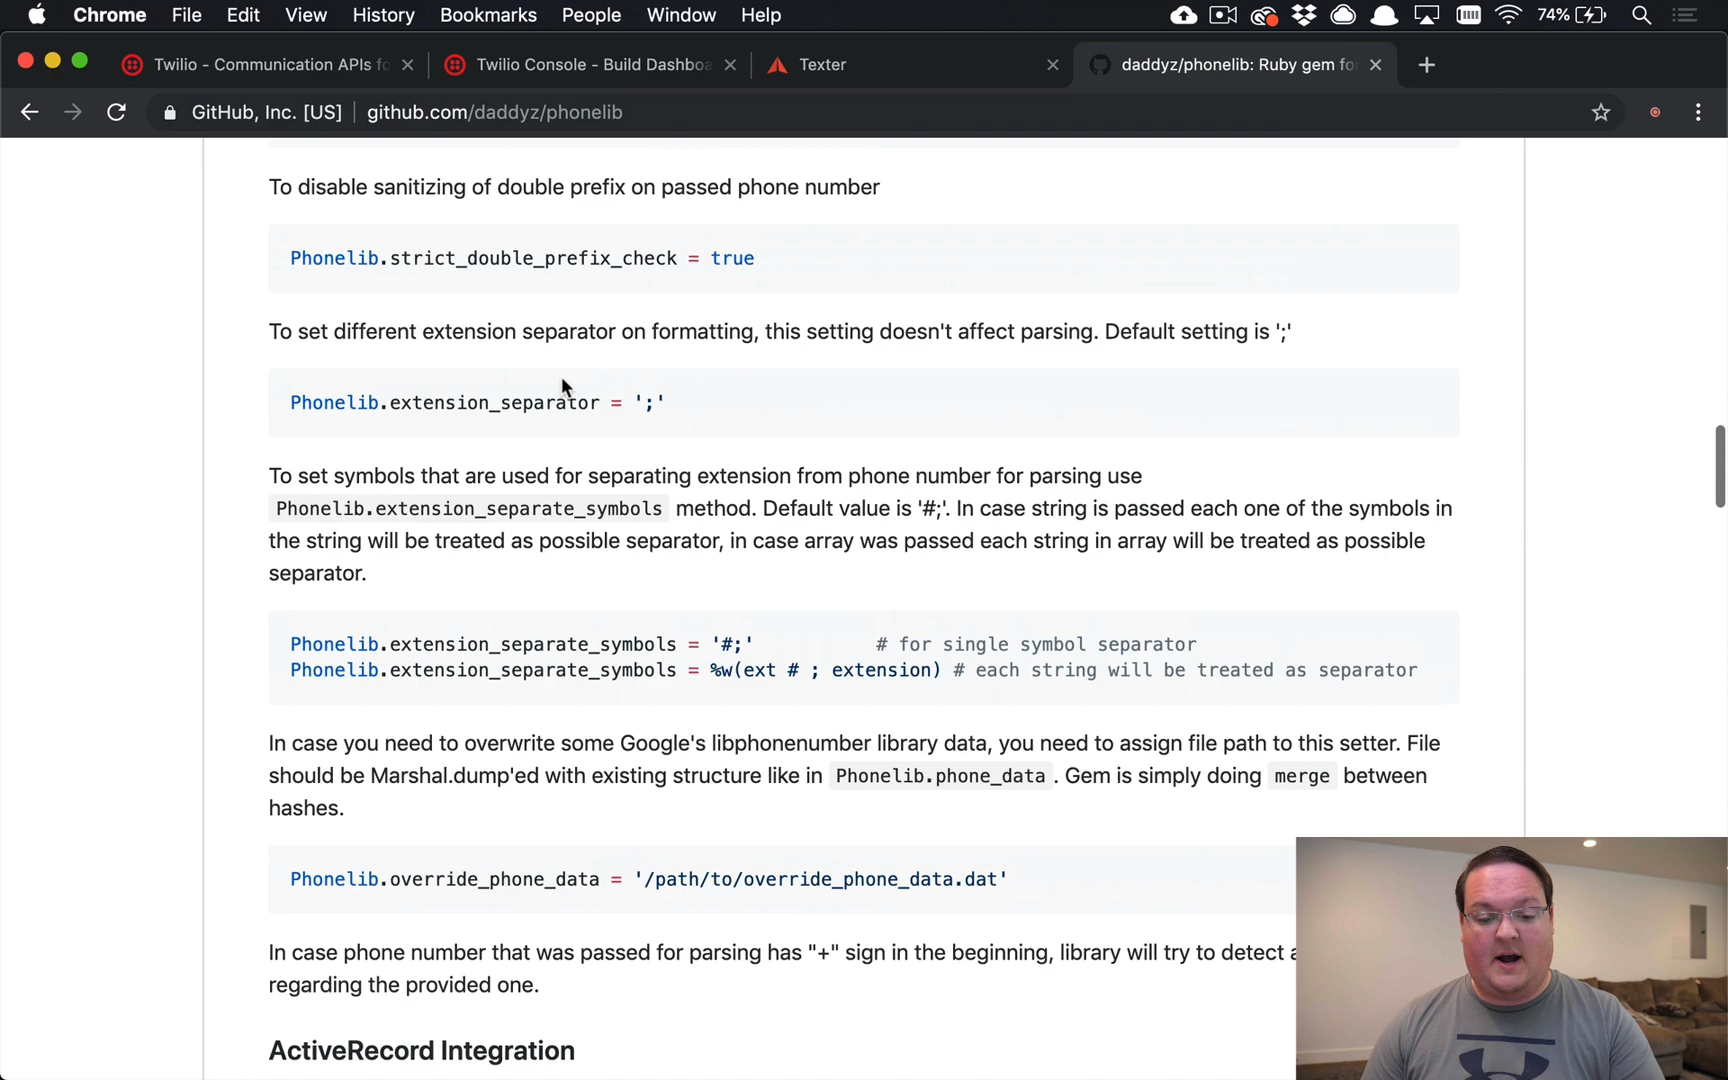 Chrome File Edit View History Bookmarks People Window Help 74%
Twilio - Communication APIs fo Twilio Console - Build Dashboa Texter daddyz/phonelib: Ruby gem for
GitHub, Inc. [US] github.com/daddyz/phonelib
To disable sanitizing of double prefix on passed phone number
Phonelib.strict_double_prefix_check = true
To set different extension separator on formatting, this setting doesn't affect parsing. Default setting is ';'
Phonelib.extension_separator = ';'
To set symbols that are used for separating extension from phone number for parsing use
Phonelib.extension_separate_symbols method. Default value is '#;'. In case string is passed each one of the symbols in
the string will be treated as possible separator, in case array was passed each string in array will be treated as possible
separator.
Phonelib.extension_separate_symbols = '#;' # for single symbol separator
Phonelib.extension_separate_symbols = %w(ext # ; extension) # each string will be treated as separator
In case you need to overwrite some Google's libphonenumber library data, you need to assign file path to this setter. File
should be Marshal.dump'ed with existing structure like in Phonelib.phone_data. Gem is simply doing merge between
hashes.
Phonelib.override_phone_data = '/path/to/override_phone_data.dat'
In case phone number that was passed for parsing has "+" sign in the beginning, library will try to detect
regarding the provided one.
ActiveRecord Integration